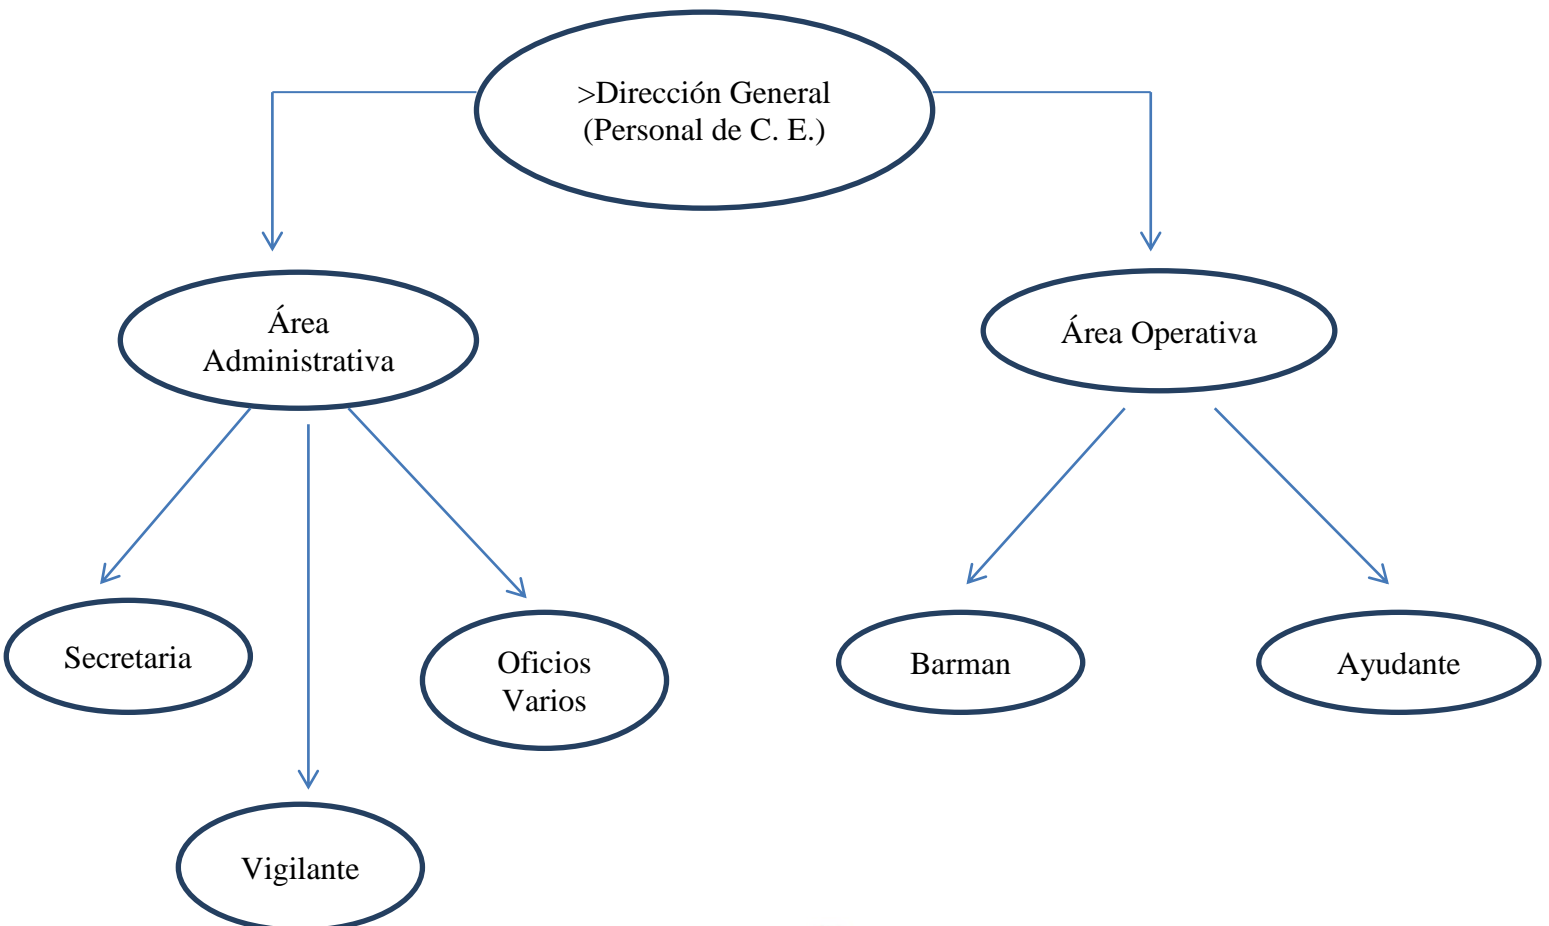 >Dirección General
(Personal de C. E.)
Área
Administrativa
Área Operativa
Secretaria
Oficios
Varios
Barman
Ayudante
Vigilante